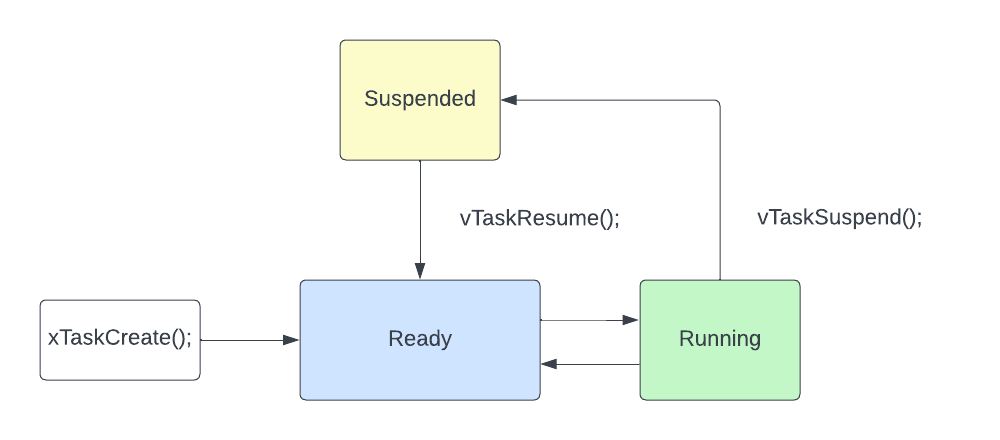 Suspended
vTaskResume();
vTaskSuspend();
xTaskCreate();
Ready
Running